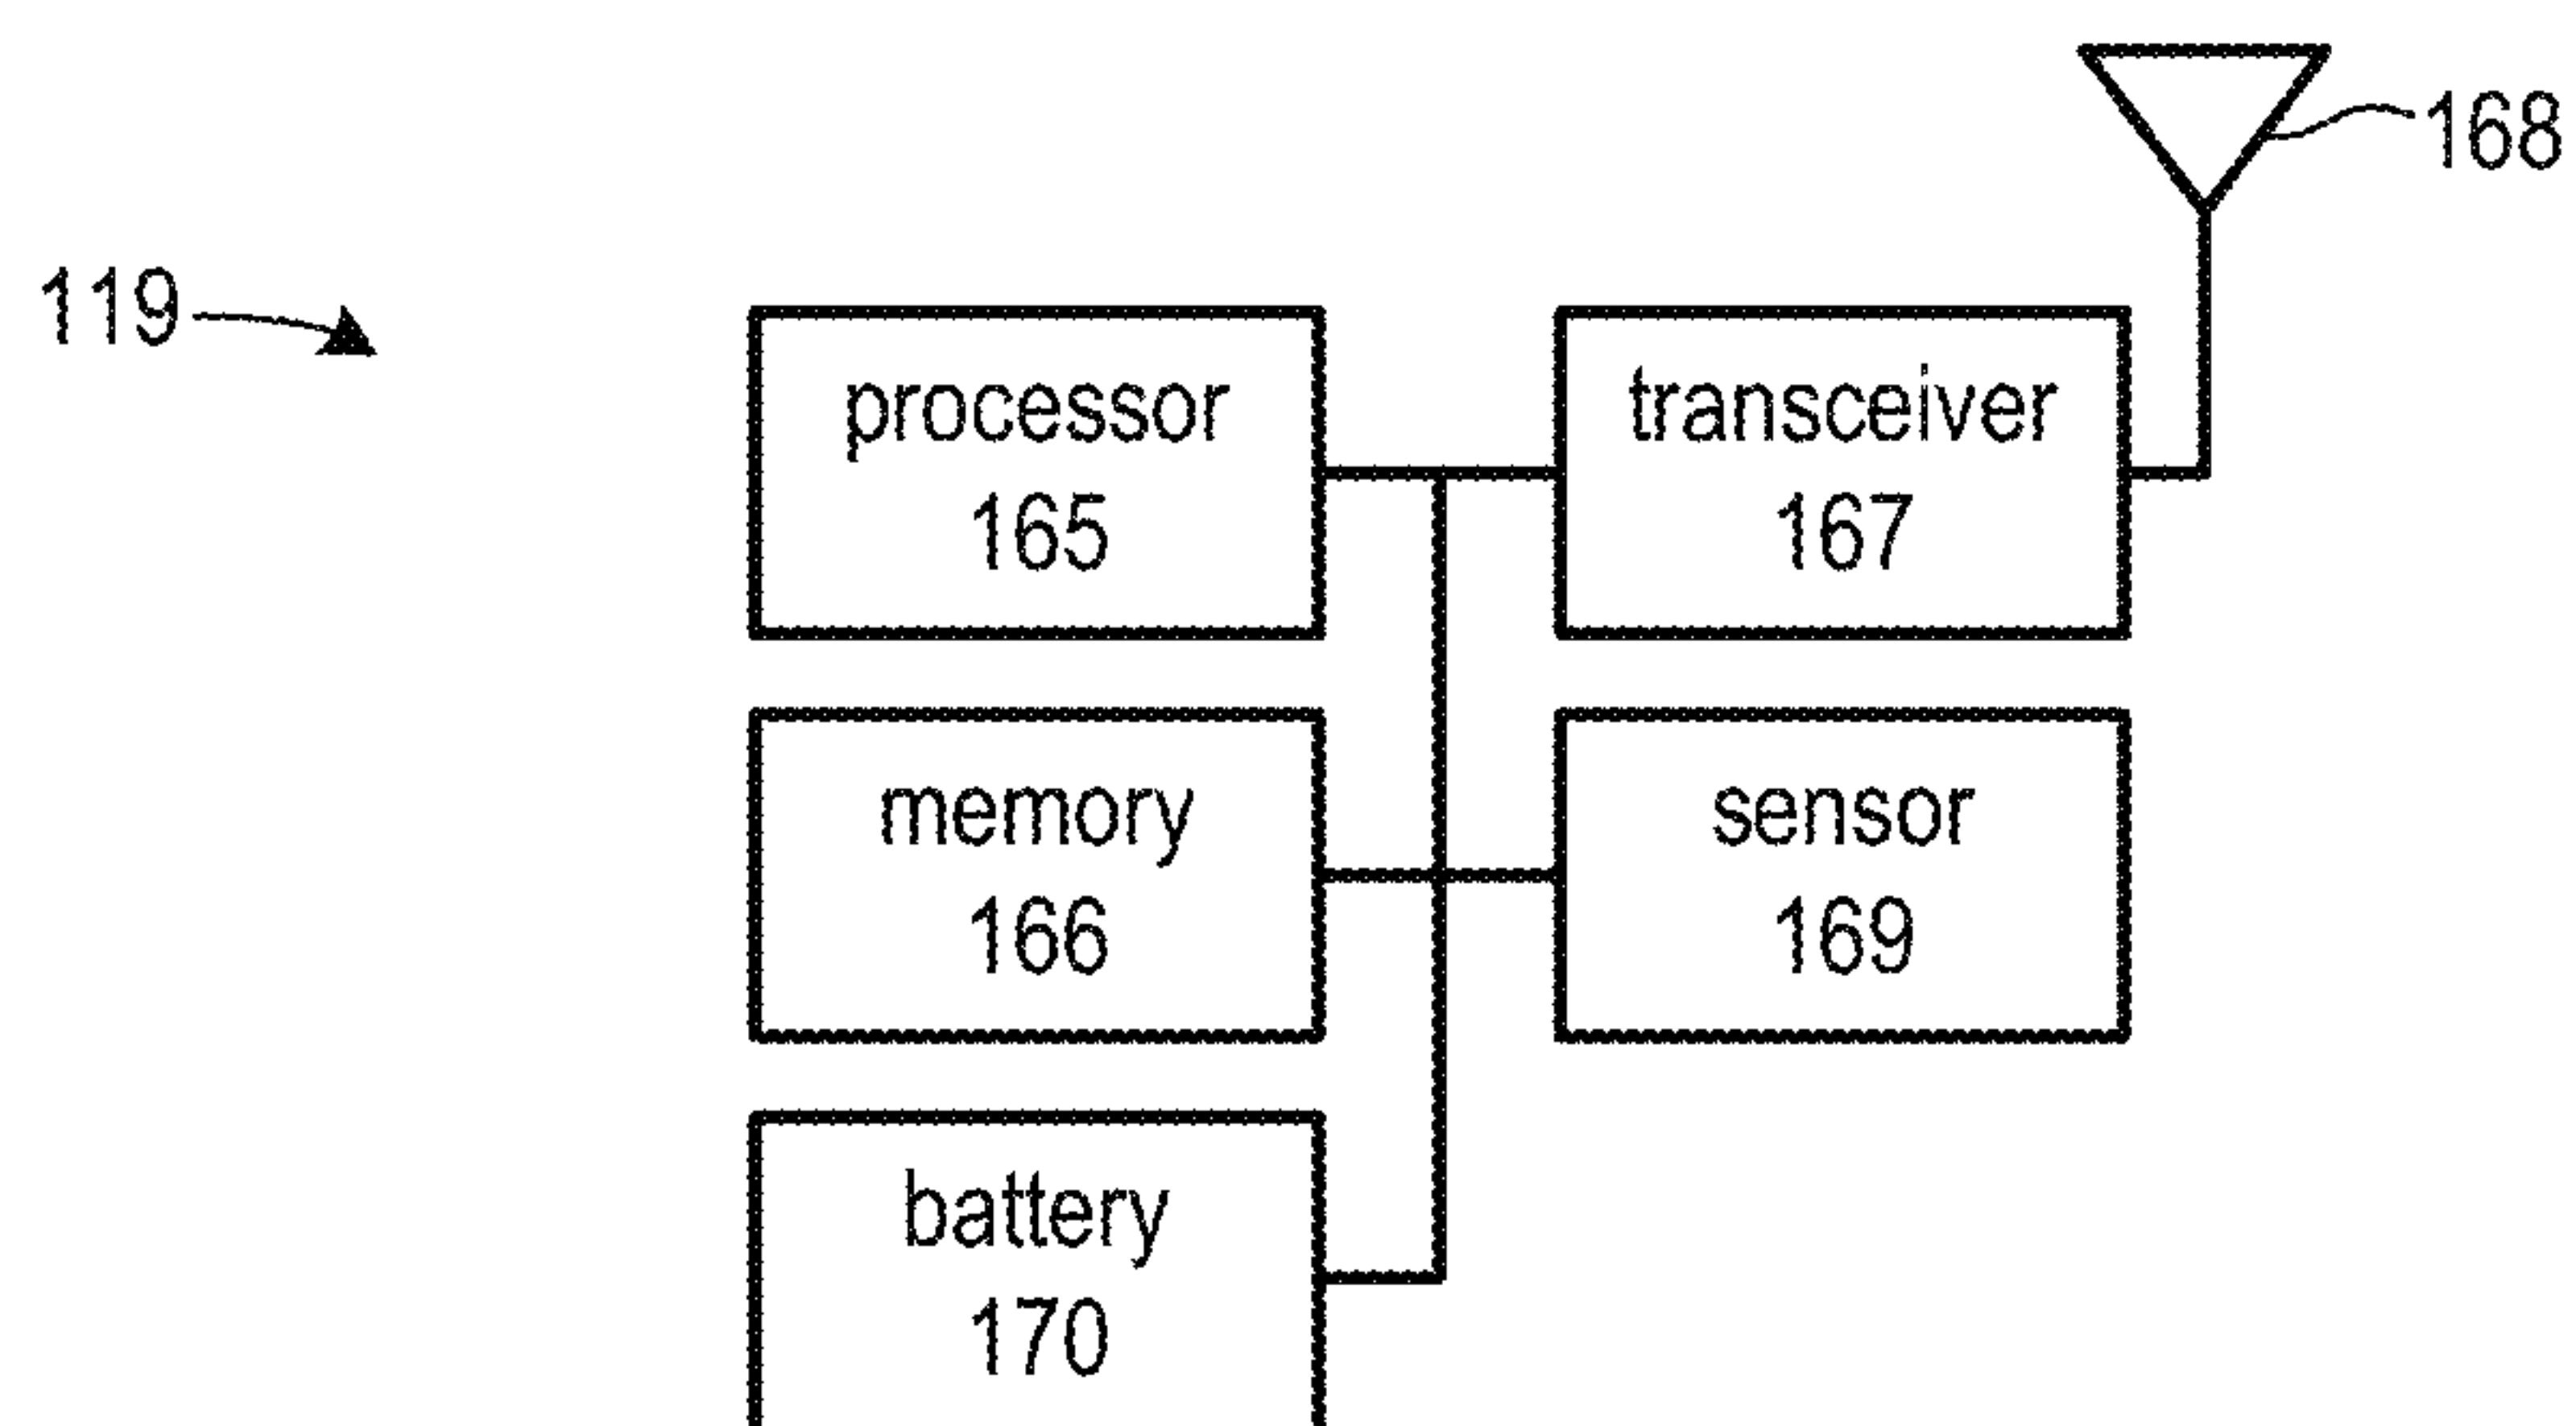 168
119
processor
165
transceiver
167
memory
166
sensor
169
battery
170